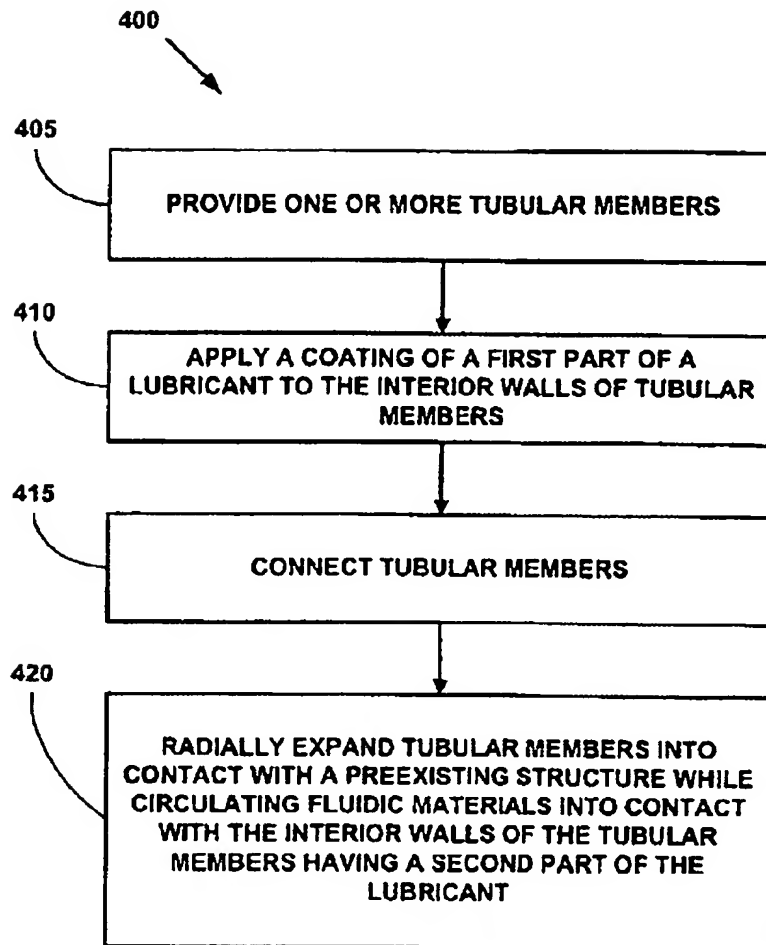 400
405
PROVIDE ONE OR MORE TUBULAR MEMBERS
410
APPLY A COATING OF A FIRST PART OF A
LUBRICANT TO THE INTERIOR WALLS OF TUBULAR
MEMBERS
415
CONNECT TUBULAR MEMBERS
420
RADIALLY EXPAND TUBULAR MEMBERS INTO
CONTACT WITH A PREEXISTING STRUCTURE WHILE
CIRCULATING FLUIDIC MATERIALS INTO CONTACT
WITH THE INTERIOR WALLS OF THE TUBULAR
MEMBERS HAVING A SECOND PART OF THE
LUBRICANT